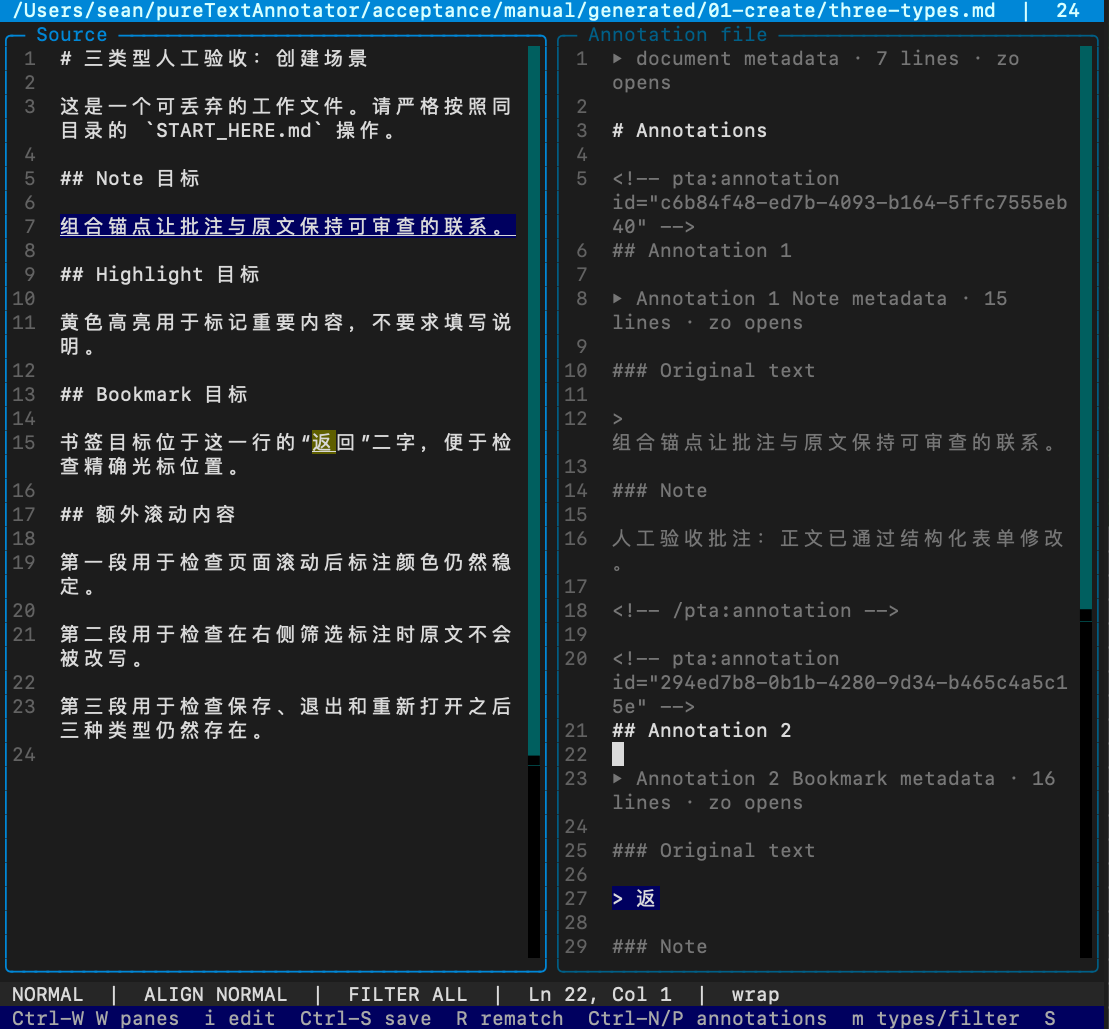 /Users/sean/pureTextAnnotator/acceptance/manual/generated/01-create/three-types.md | 24
Source
1 # 三类型人工验收：创建场景
2
3 这是一个可丢弃的工作文件。请严格按照同
目录的 `START_HERE.md` 操作。
4
5 ## Note 目标
6
7 组合锚点让批注与原文保持可审查的联系。
8
9 ## Highlight 目标
10
11 黄色高亮用于标记重要内容，不要求填写说
明。
12
13 ## Bookmark 目标
14
15 书签目标位于这一行的“返回”二字，便于检
查精确光标位置。
16
17 ## 额外滚动内容
18
19 第一段用于检查页面滚动后标注颜色仍然稳
定。
20
21 第二段用于检查在右侧筛选标注时原文不会
被改写。
22
23 第三段用于检查保存、退出和重新打开之后
三种类型仍然存在。
24
Annotation file
1 ▸ document metadata · 7 lines · zo
opens
2
3 # Annotations
4
5 <!-- pta:annotation
id="c6b84f48-ed7b-4093-b164-5ffc7555eb
40" -->
6 ## Annotation 1
7
8 ▸ Annotation 1 Note metadata · 15
lines · zo opens
9
10 ### Original text
11
12 >
组合锚点让批注与原文保持可审查的联系。
13
14 ### Note
15
16 人工验收批注：正文已通过结构化表单修改
。
17
18 <!-- /pta:annotation -->
19
20 <!-- pta:annotation
id="294ed7b8-0b1b-4280-9d34-b465c4a5c1
5e" -->
21 ## Annotation 2
22
23 ▸ Annotation 2 Bookmark metadata · 16
lines · zo opens
24
25 ### Original text
26
27 > 返
28
29 ### Note
NORMAL | ALIGN NORMAL | FILTER ALL | Ln 22, Col 1 | wrap
Ctrl-W W panes i edit Ctrl-S save R rematch Ctrl-N/P annotations m types/filter S